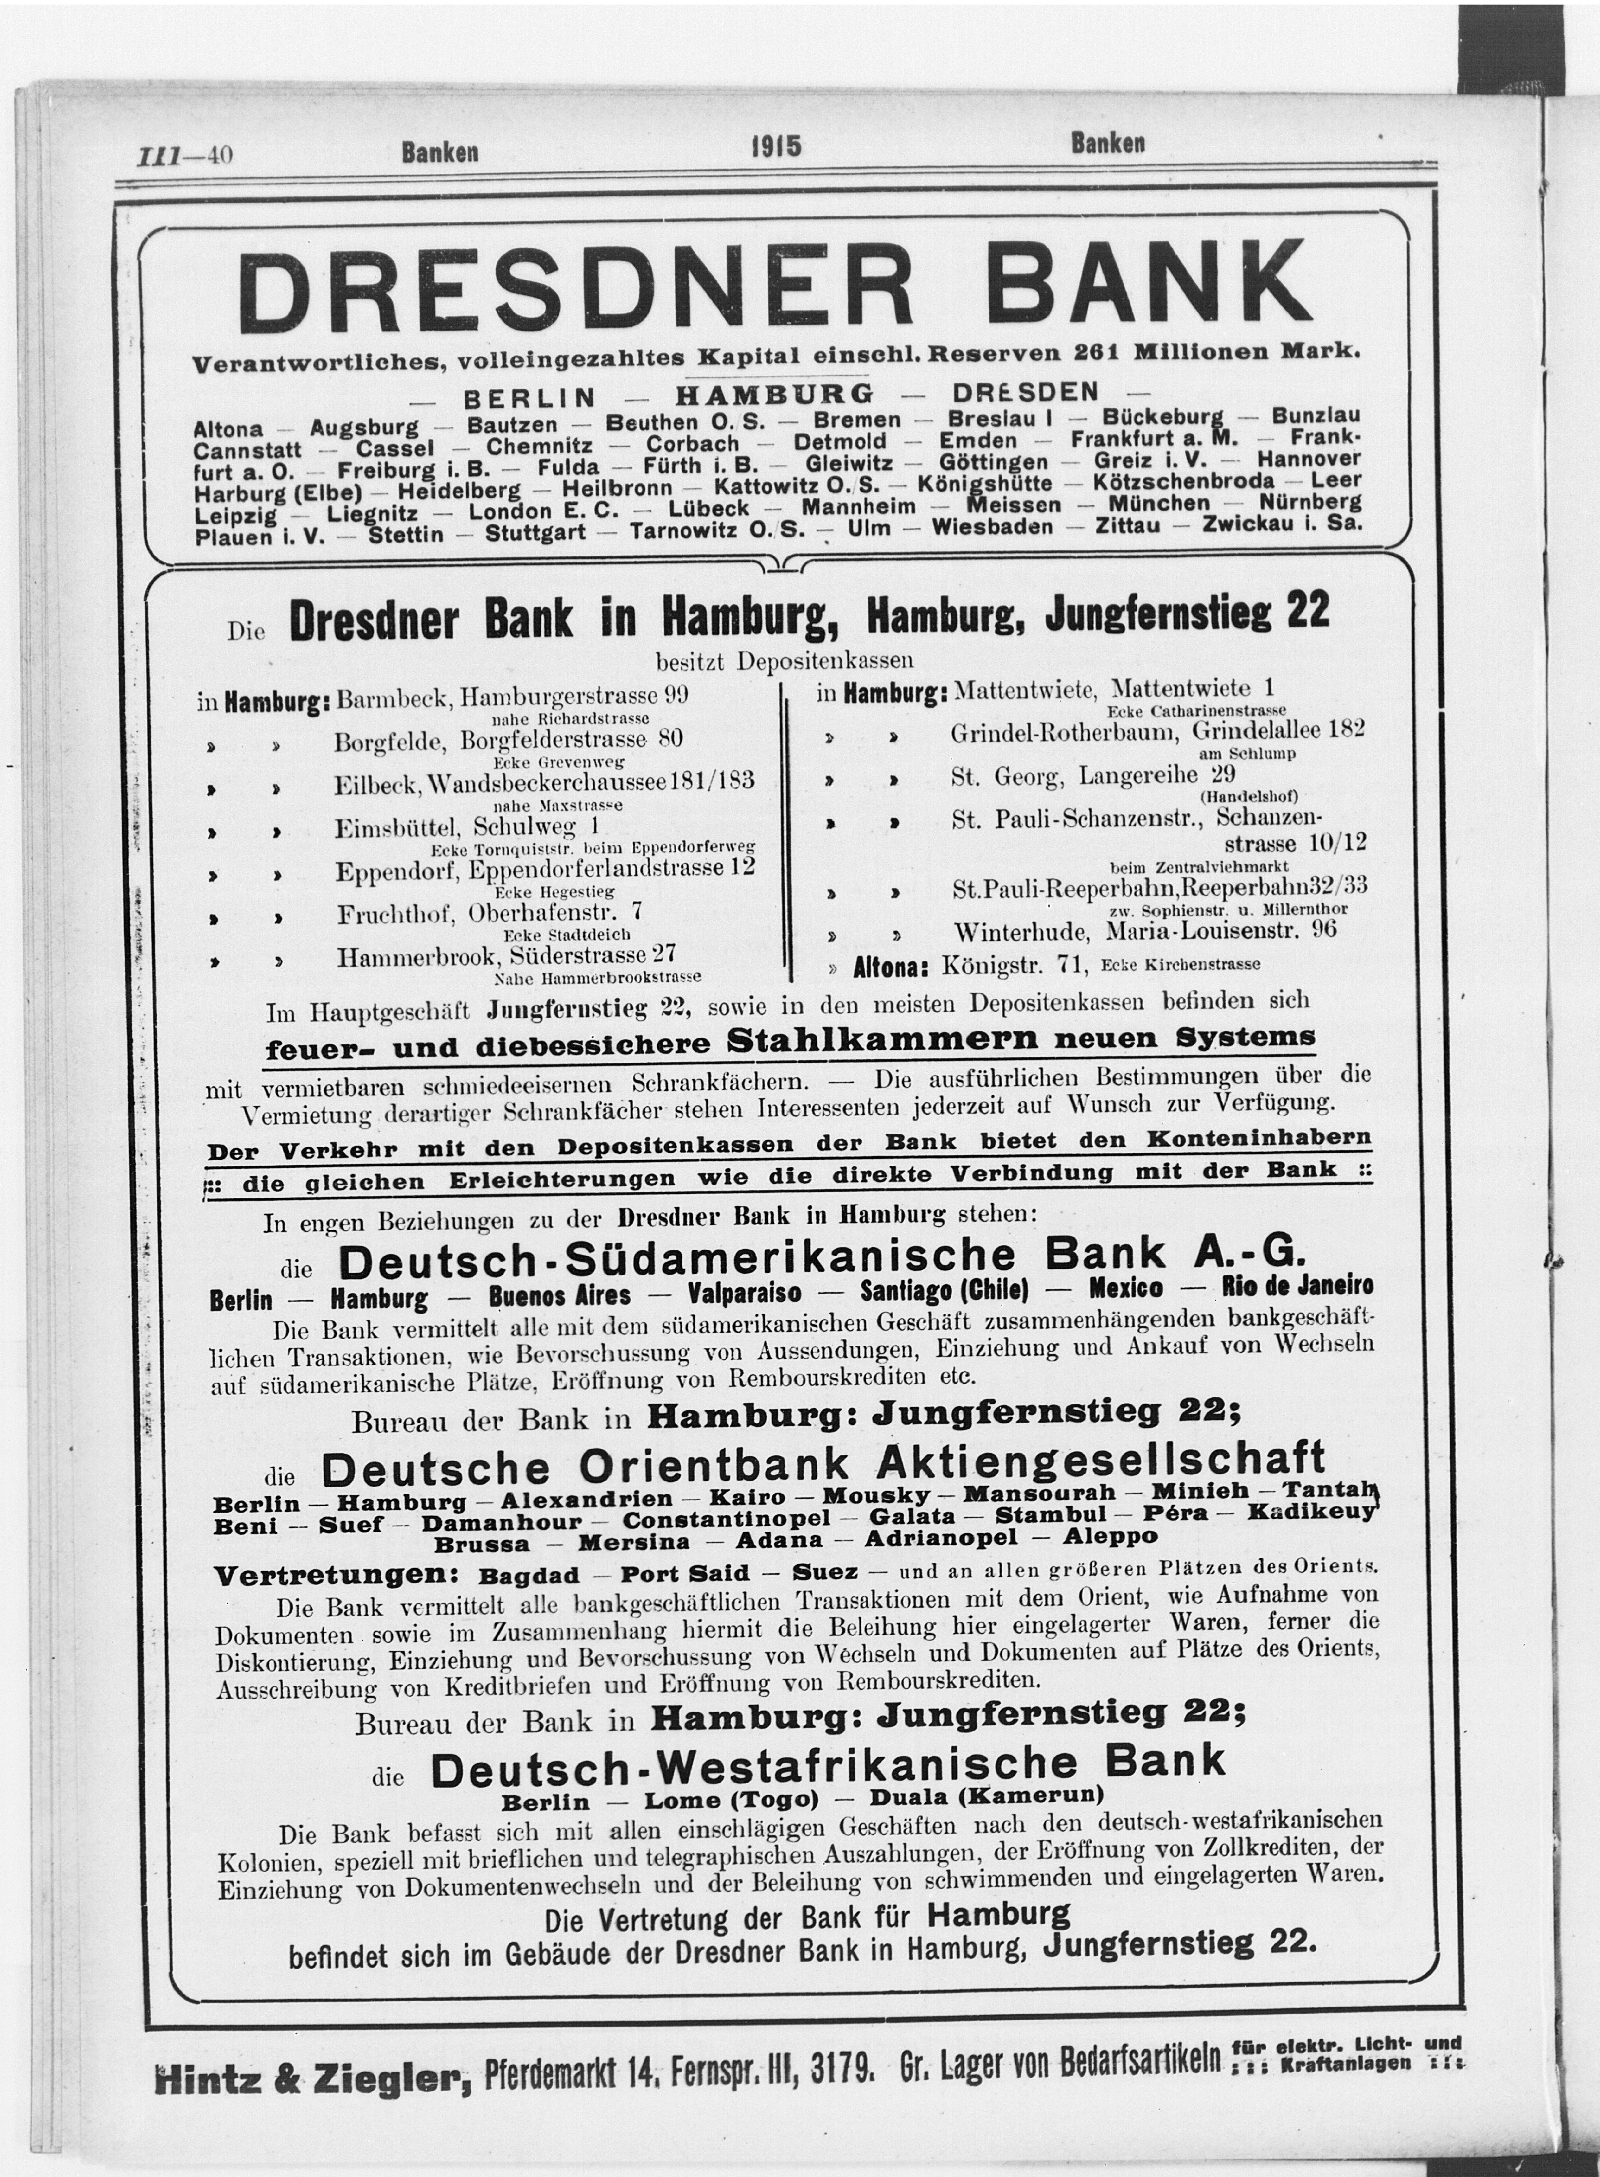 III—40 Banken 1915 Banken
DRESDNER BANK
Verantwortliches, volleingezahltes Kapital einschl. Reserven 261 Millionen Mark.
— BERLIN — HAMBURG — DRESDEN —
Altona — Augsburg — Bautzen — Beuthen O. S. — Bremen — Breslau I — Bückeburg — Bunzlau
Cannstatt — Cassel — Chemnitz — Corbach — Detmold — Emden — Frankfurt a. M. — Frank-
furt a. O. — Freiburg i. B. — Fulda — Fürth i. B. — Gleiwitz — Göttingen — Greiz i. V. — Hannover
Harburg (Elbe) — Heidelberg — Heilbronn — Kattowitz O./S. — Königshütte — Kötzschenbroda — Leer
Leipzig — Liegnitz — London E. C. — Lübeck — Mannheim — Meissen — München — Nürnberg
Plauen i. V. — Stettin — Stuttgart — Tarnowitz O./S. — Ulm — Wiesbaden — Zittau — Zwickau i. Sa.
Die Dresdner Bank in Hamburg, Hamburg, Jungfernstieg 22
besitzt Depositenkassen
in Hamburg: Barmbeck, Hamburgerstrasse 99
nahe Richardstrasse
» » Borgfelde, Borgfelderstrasse 80
Ecke Grevenweg
» » Eilbeck, Wandsbeckerchaussee 181/183
nahe Maxstrasse
» » Eimsbüttel, Schulweg 1
Ecke Tornquiststr. beim Eppendorferweg
» » Eppendorf, Eppendorferlandstrasse 12
Ecke Hegestieg
» » Fruchthof, Oberhafenstr. 7
Ecke Stadtdeich
» » Hammerbrook, Süderstrasse 27
Nahe Hammerbrookstrasse
in Hamburg: Mattentwiete, Mattentwiete 1
Ecke Catharinenstrasse
» » Grindel-Rotherbaum, Grindelallee 182
am Schlump
» » St. Georg, Langereihe 29
(Handelshof)
» » St. Pauli-Schanzenstr., Schanzen-
strasse 10/12
beim Zentralviehmarkt
» » St. Pauli-Reeperbahn, Reeperbahn 32/33
zw. Sophienstr. u. Millernthor
» » Winterhude, Maria-Louisenstr. 96
» Altona: Königstr. 71, Ecke Kirchenstrasse
Im Hauptgeschäft Jungfernstieg 22, sowie in den meisten Depositenkassen befinden sich
feuer- und diebessichere Stahlkammern neuen Systems
mit vermietbaren schmiedeeisernen Schrankfächern. — Die ausführlichen Bestimmungen über die
Vermietung derartiger Schrankfächer stehen Interessenten jederzeit auf Wunsch zur Verfügung.
Der Verkehr mit den Depositenkassen der Bank bietet den Konteninhabern
:: die gleichen Erleichterungen wie die direkte Verbindung mit der Bank ::
In engen Beziehungen zu der Dresdner Bank in Hamburg stehen:
die Deutsch-Südamerikanische Bank A.-G.
Berlin — Hamburg — Buenos Aires — Valparaiso — Santiago (Chile) — Mexico — Rio de Janeiro
Die Bank vermittelt alle mit dem südamerikanischen Geschäft zusammenhängenden bankgeschäft-
lichen Transaktionen, wie Bevorschussung von Aussendungen, Einziehung und Ankauf von Wechseln
auf südamerikanische Plätze, Eröffnung von Rembourskrediten etc.
Bureau der Bank in Hamburg: Jungfernstieg 22;
die Deutsche Orientbank Aktiengesellschaft
Berlin — Hamburg — Alexandrien — Kairo — Mousky — Mansourah — Minieh — Tantah
Beni — Suef — Damanhour — Constantinopel — Galata — Stambul — Péra — Kadikeuy
Brussa — Mersina — Adana — Adrianopel — Aleppo
Vertretungen: Bagdad — Port Said — Suez — und an allen größeren Plätzen des Orients.
Die Bank vermittelt alle bankgeschäftlichen Transaktionen mit dem Orient, wie Aufnahme von
Dokumenten sowie im Zusammenhang hiermit die Beleihung hier eingelagerter Waren, ferner die
Diskontierung, Einziehung und Bevorschussung von Wechseln und Dokumenten auf Plätze des Orients,
Ausschreibung von Kreditbriefen und Eröffnung von Rembourskrediten.
Bureau der Bank in Hamburg: Jungfernstieg 22;
die Deutsch-Westafrikanische Bank
Berlin — Lome (Togo) — Duala (Kamerun)
Die Bank befasst sich mit allen einschlägigen Geschäften nach den deutsch-westafrikanischen
Kolonien, speziell mit brieflichen und telegraphischen Auszahlungen, der Eröffnung von Zollkrediten, der
Einziehung von Dokumentenwechseln und der Beleihung von schwimmenden und eingelagerten Waren.
Die Vertretung der Bank für Hamburg
befindet sich im Gebäude der Dresdner Bank in Hamburg, Jungfernstieg 22.
Hintz & Ziegler, Pferdemarkt 14. Fernspr. III, 3179. Gr. Lager von Bedarfsartikeln für elektr. Licht- und
: : : Kraftanlagen : : :